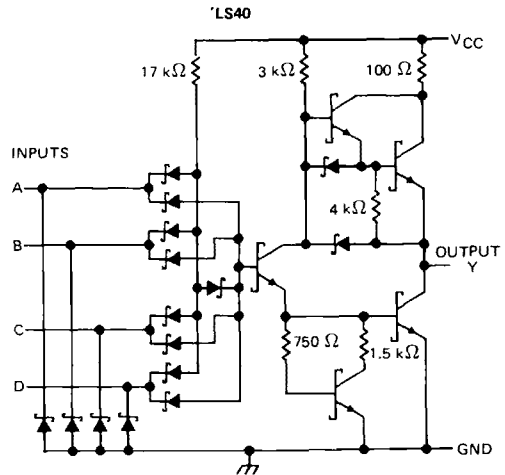 'LS40
VCC
17 kΩ
3 kΩ
100 Ω
INPUTS
A
4 kΩ
B
OUTPUT
Y
C
750 Ω
1.5 kΩ
D
GND